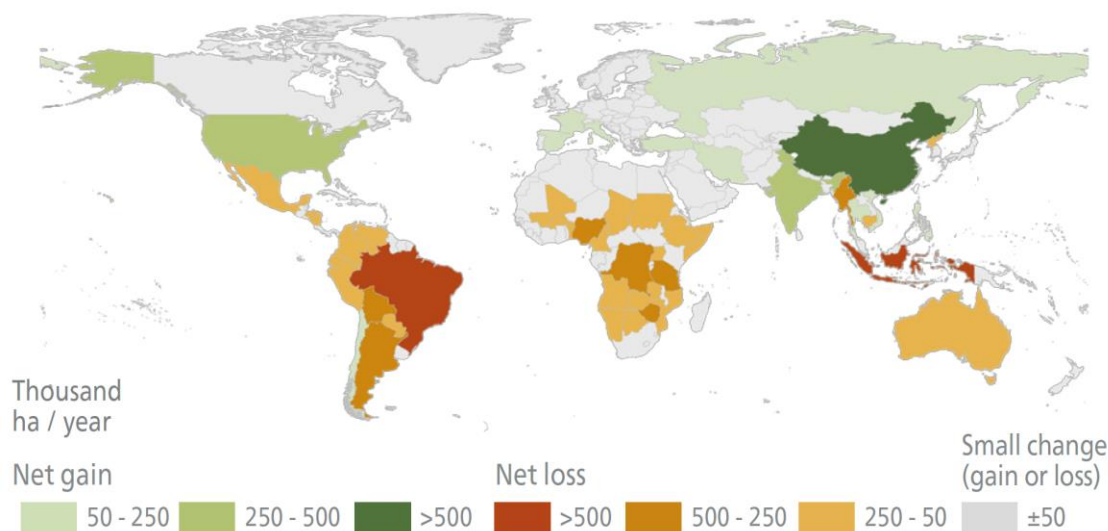 Thousand
ha / year
Net gain
Net loss
Small change
(gain or loss)
50 - 250
250 - 500
>500
>500
500 - 250
250 - 50
±50